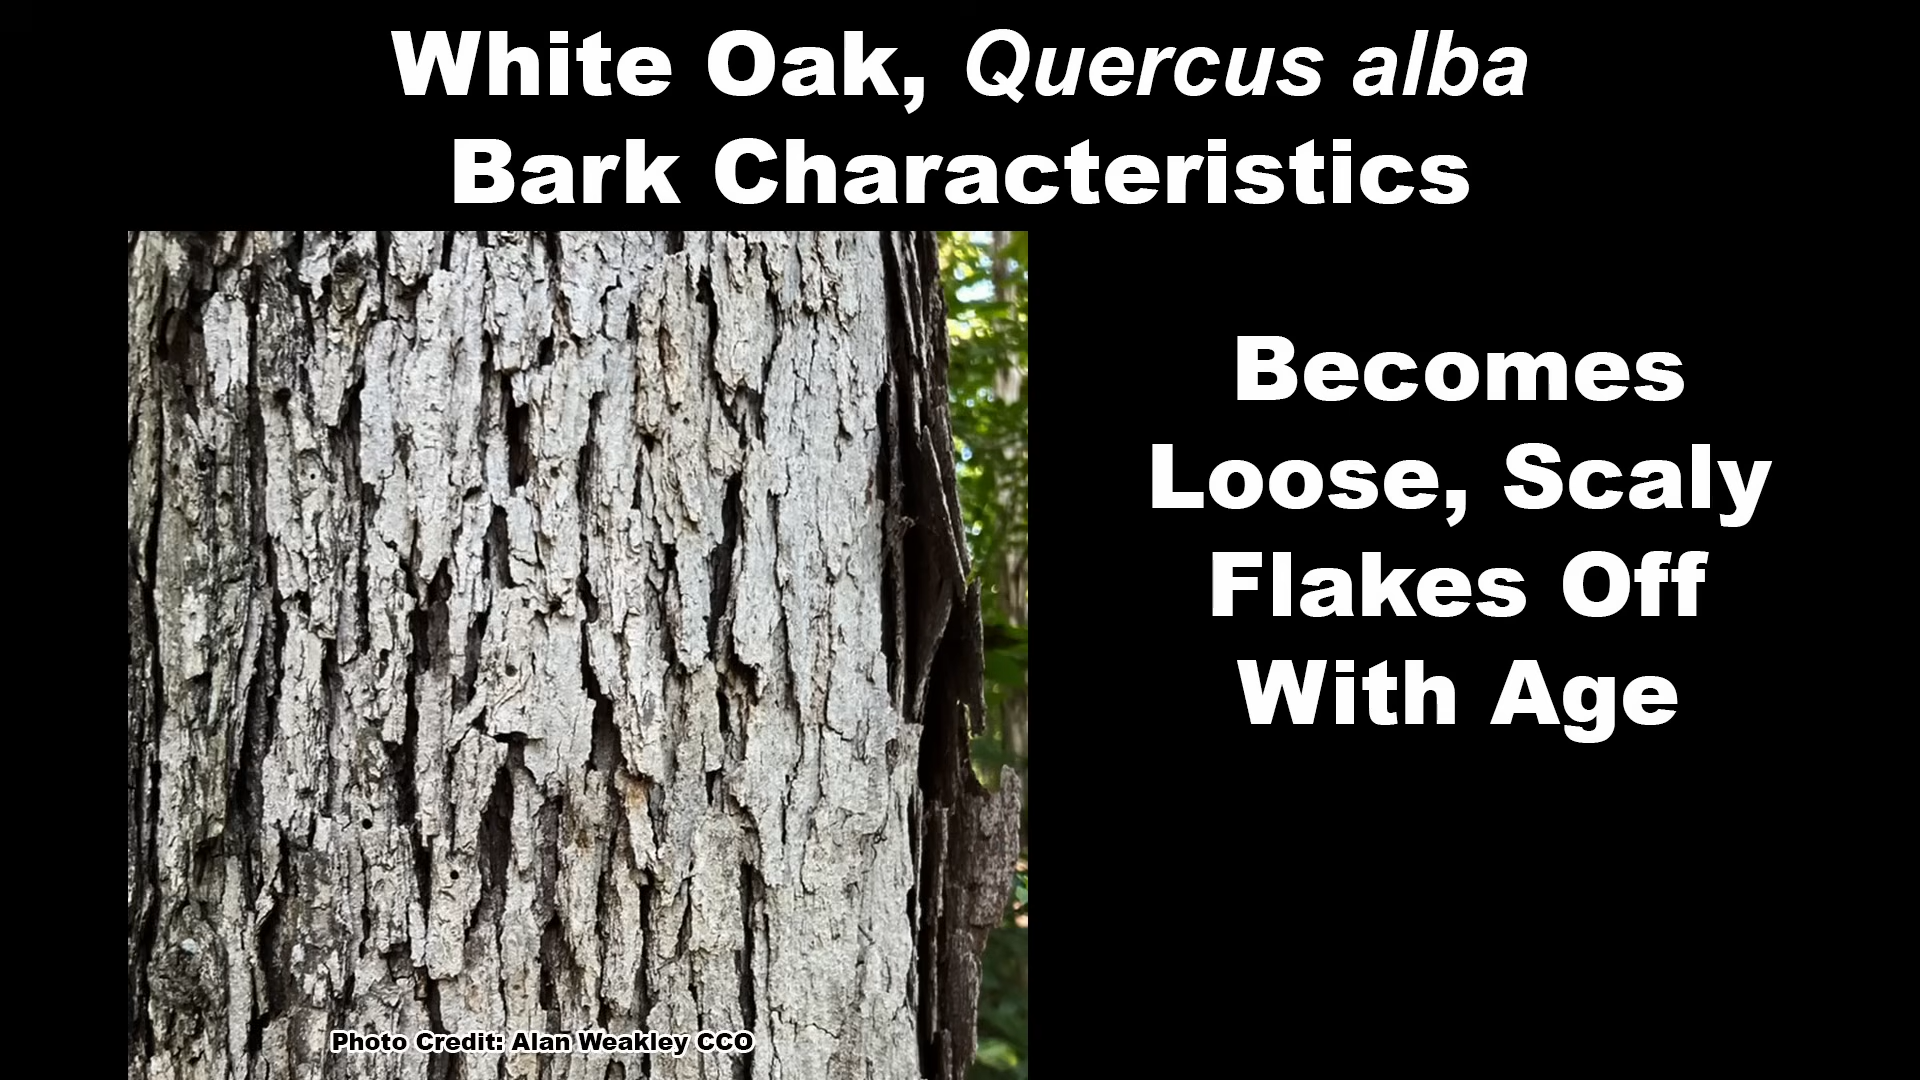 White Oak, Quercus alba
Bark Characteristics
Becomes
Loose, Scaly
Flakes Off
With Age
Photo Credit: Alan Weakley CCO